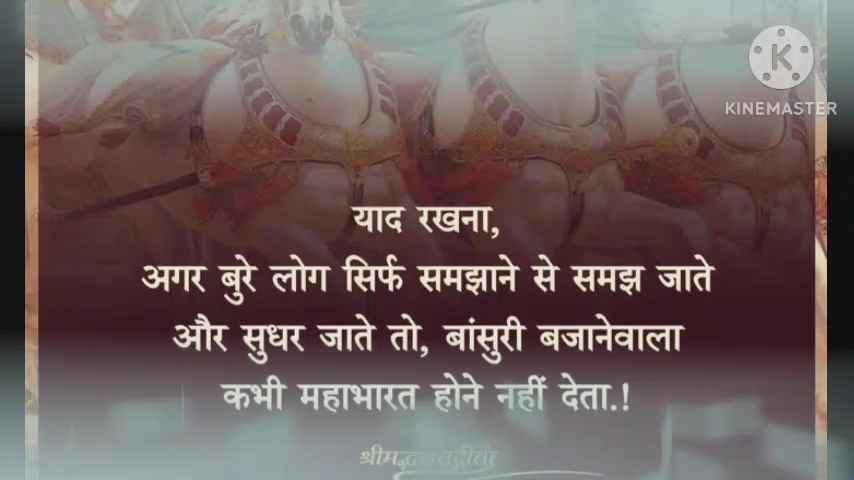 KINEMASTER
याद रखना,
अगर बुरे लोग सिर्फ समझाने से समझ जाते
और सुधर जाते तो, बांसुरी बजानेवाला
कभी महाभारत होने नहीं देता.!